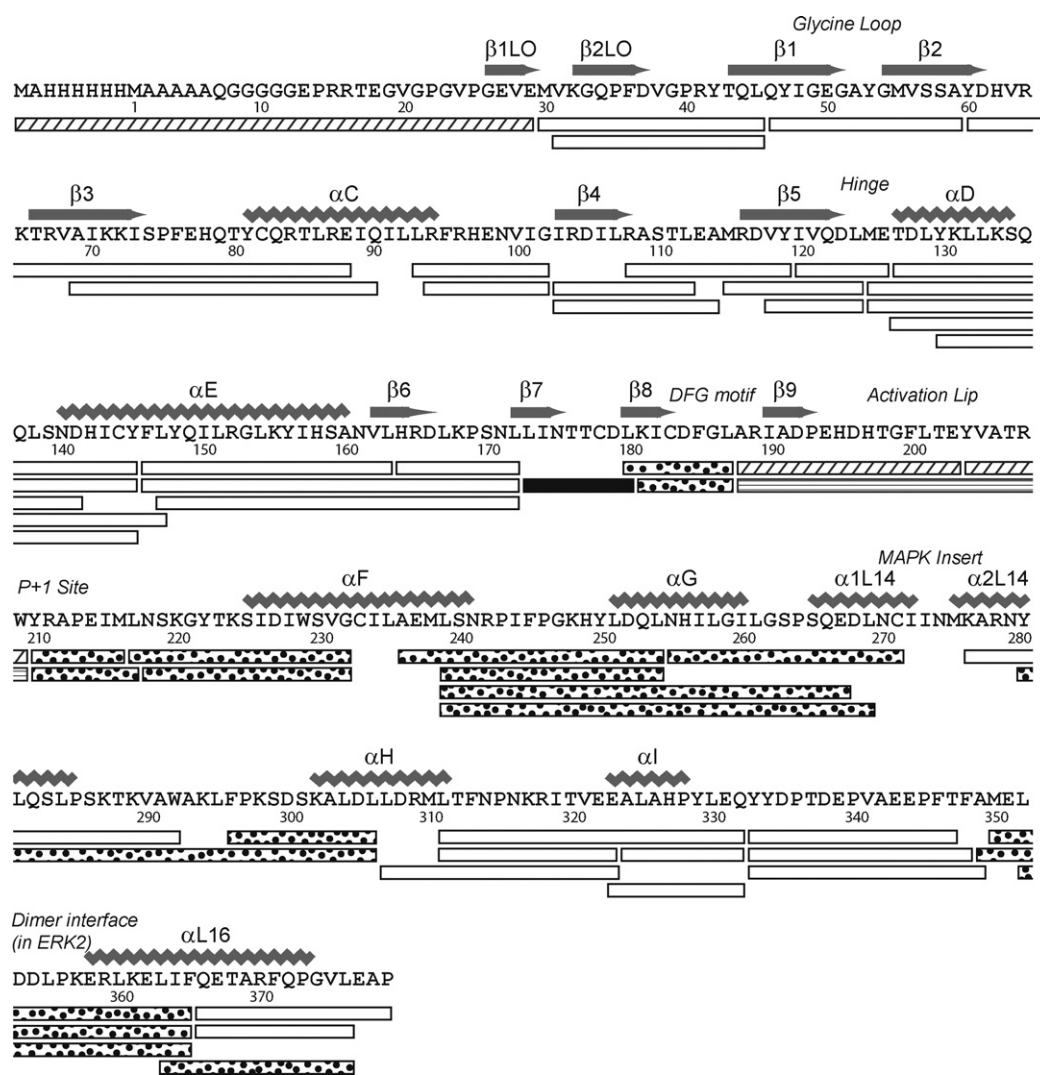 Glycine Loop
β1LO β2LO β1 β2
MAHHHHHHMAAAAAQGGGGGEPRRTEGVGPGVPGEVEMVKGQPFDVGPRYTQLQYIGEGAYGMVSSAYDHVR
1 10 20 30 40 50 60
Hinge
β3 αC β4 β5 αD
KTRVAIKKISPFEHQTYCQRTLREIQILLRFRHENVIGIRDILRASTLEAMRDVYIVQDLMETDLYKLLKSQ
70 80 90 100 110 120 130
αE β6 β7 β8 DFG motif β9 Activation Lip
QLSNDHICYFLYQILRGLKYIHSANVLHRDLKPSNLLINTTCDLKICDFGLARIADPEHDHTGFLTEYVATR
140 150 160 170 180 190 200
P+1 Site MAPK Insert
αF αG α1L14 α2L14
WYRAPEIMLNSKGYTKSIDIWSVGCILAEMLSNRPIFPGKHYLDQLNHILGILGSPSQEDLNCIINMKARNY
210 220 230 240 250 260 270 280
αH αI
LQSLPSKTKVAWAKLFPKSDSKALDLLDRMLTFNPNKRITVEEALAHPYLEQYYDPTDEPVAEEPFTFAMEL
290 300 310 320 330 340 350
Dimer interface
(in ERK2) αL16
DDLPKERLKELIFQETARFQPGVLEAP
360 370